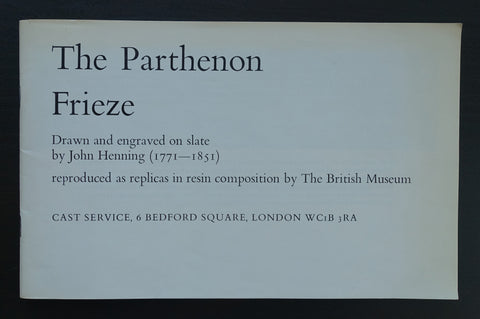 The Parthenon
Frieze
Drawn and engraved on slate
by John Henning (1771—1851)
reproduced as replicas in resin composition by The British Museum
CAST SERVICE, 6 BEDFORD SQUARE, LONDON WC1B 3RA